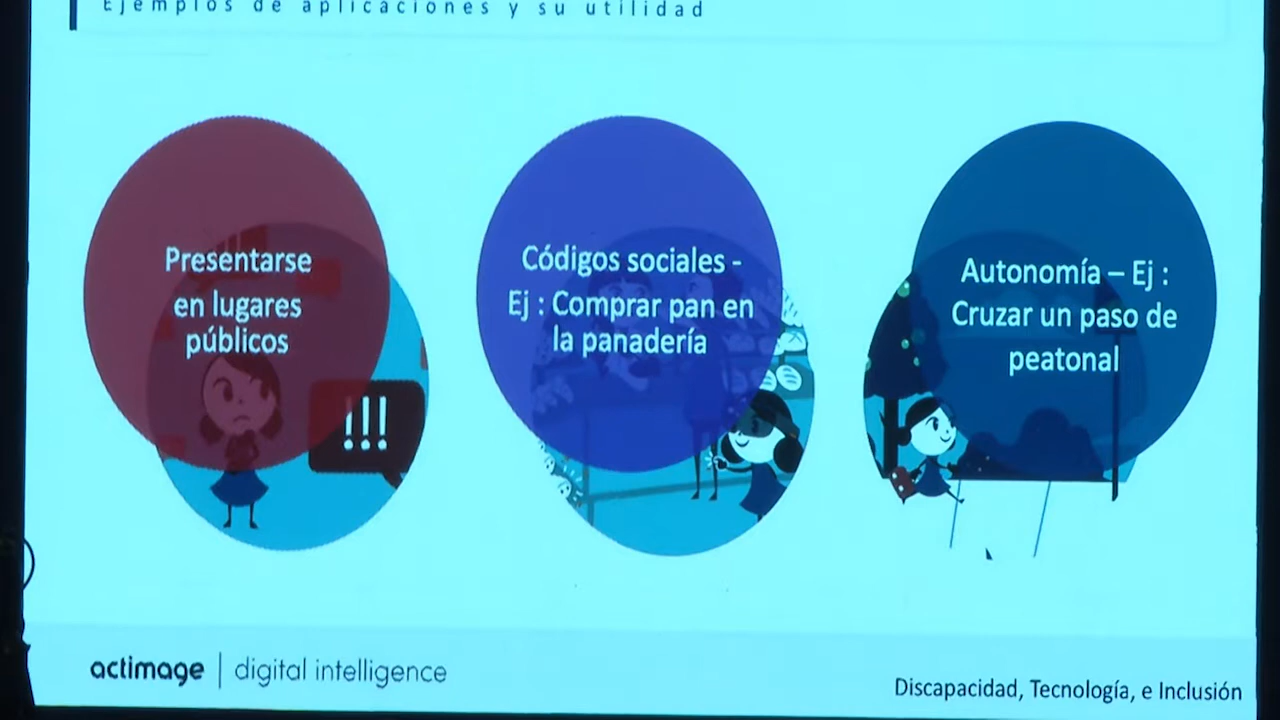 Ejemplos de aplicaciones y su utilidad
Presentarse
en lugares
públicos
!!!
Códigos sociales -
Ej : Comprar pan en
la panadería
Autonomía – Ej :
Cruzar un paso de
peatonal
actimage | digital intelligence
Discapacidad, Tecnología, e Inclusión